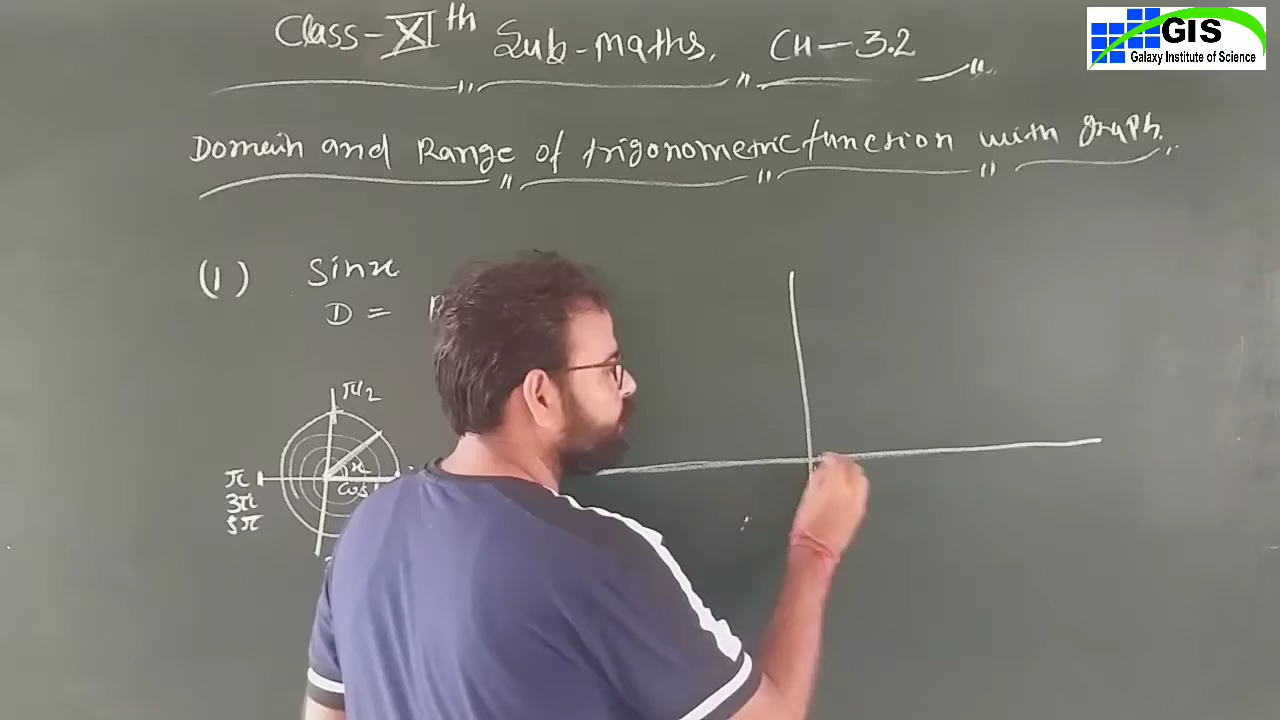 Class-XIth Sub-Maths. CH-3.2
GIS
Galaxy Institute of Science
Domain and Range of trigonometric function with graph.
(1) Sinx
D =
π/2
π
3π
5π
x
cos